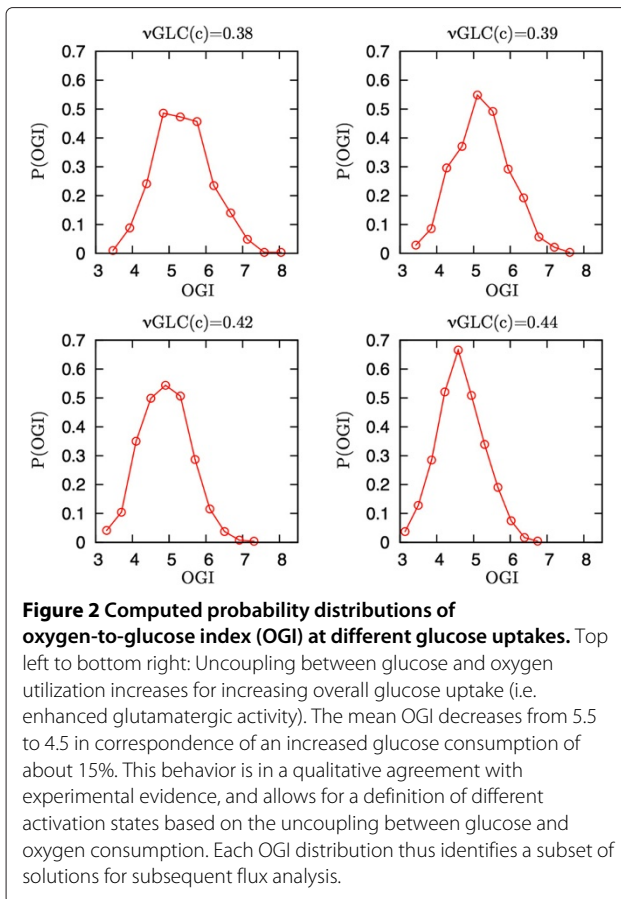 νGLC(c)=0.38
0.7
0.6
0.5
0.4
0.3
0.2
0.1
0
P(OGI)
3 4 5 6 7 8
OGI
νGLC(c)=0.39
0.7
0.6
0.5
0.4
0.3
0.2
0.1
0
P(OGI)
3 4 5 6 7 8
OGI
νGLC(c)=0.42
0.7
0.6
0.5
0.4
0.3
0.2
0.1
0
P(OGI)
3 4 5 6 7 8
OGI
νGLC(c)=0.44
0.7
0.6
0.5
0.4
0.3
0.2
0.1
0
P(OGI)
3 4 5 6 7 8
OGI
Figure 2 Computed probability distributions of
oxygen-to-glucose index (OGI) at different glucose uptakes. Top
left to bottom right: Uncoupling between glucose and oxygen
utilization increases for increasing overall glucose uptake (i.e.
enhanced glutamatergic activity). The mean OGI decreases from 5.5
to 4.5 in correspondence of an increased glucose consumption of
about 15%. This behavior is in a qualitative agreement with
experimental evidence, and allows for a definition of different
activation states based on the uncoupling between glucose and
oxygen consumption. Each OGI distribution thus identifies a subset of
solutions for subsequent flux analysis.